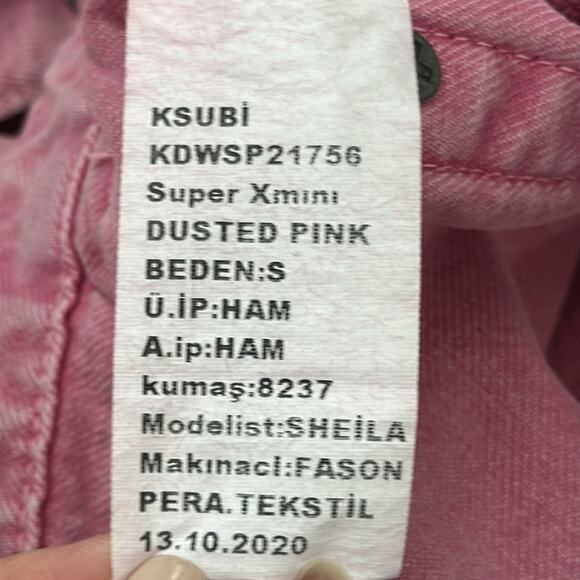 KSUBİ
KDWSP21756
Super Xmını
DUSTED PINK
BEDEN:S
Ü.İP:HAM
A.ip:HAM
kumaş:8237
Modelist:SHEİLA
Makınaci:FASON
PERA.TEKSTİL
13.10.2020